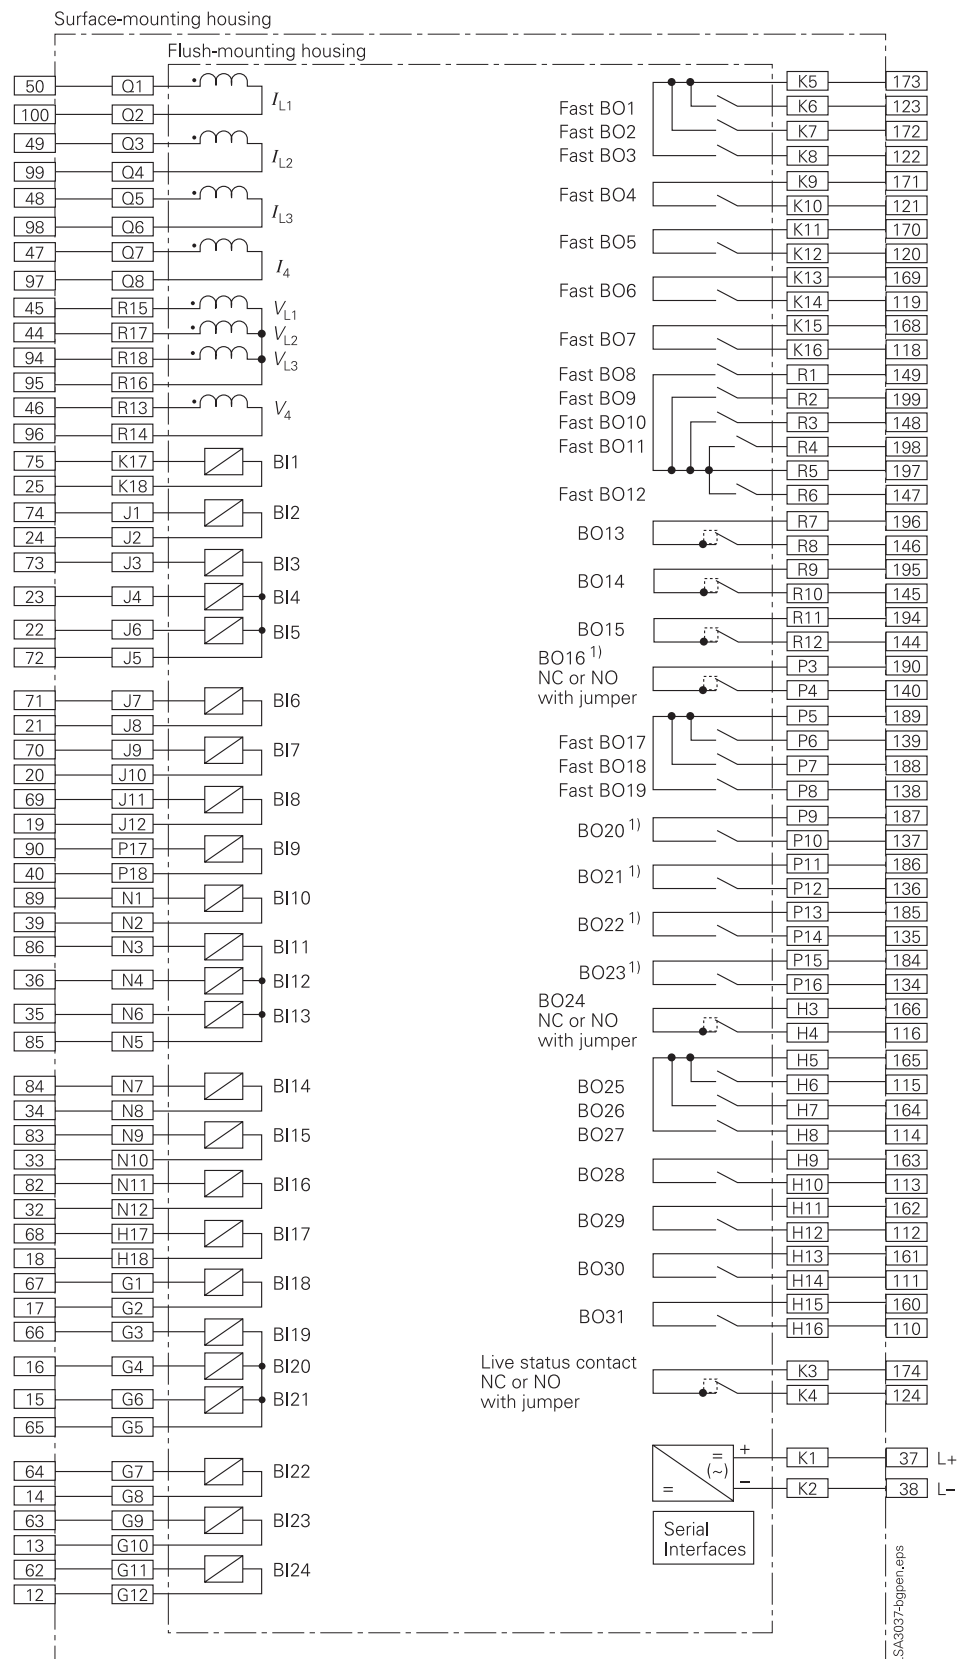 Surface-mounting housing
Flush-mounting housing
50 Q1 I L1
100 Q2
49 Q3 I L2
99 Q4
48 Q5 I L3
98 Q6
47 Q7 I 4
97 Q8
45 R15 V L1
44 R17 V L2
94 R18 V L3
95 R16
46 R13 V 4
96 R14
75 K17 BI1
25 K18
74 J1 BI2
24 J2
73 J3 BI3
23 J4 BI4
22 J6 BI5
72 J5
71 J7 BI6
21 J8
70 J9 BI7
20 J10
69 J11 BI8
19 J12
90 P17 BI9
40 P18
89 N1 BI10
39 N2
86 N3 BI11
36 N4 BI12
35 N6 BI13
85 N5
84 N7 BI14
34 N8
83 N9 BI15
33 N10
82 N11 BI16
32 N12
68 H17 BI17
18 H18
67 G1 BI18
17 G2
66 G3 BI19
16 G4 BI20
15 G6 BI21
65 G5
64 G7 BI22
14 G8
63 G9 BI23
13 G10
62 G11 BI24
12 G12
K5 173
Fast BO1 K6 123
Fast BO2 K7 172
Fast BO3 K8 122
K9 171
Fast BO4 K10 121
K11 170
Fast BO5 K12 120
K13 169
Fast BO6 K14 119
K15 168
Fast BO7 K16 118
Fast BO8 R1 149
Fast BO9 R2 199
Fast BO10 R3 148
Fast BO11 R4 198
R5 197
Fast BO12 R6 147
R7 196
BO13 R8 146
R9 195
BO14 R10 145
R11 194
BO15 R12 144
BO16 1) P3 190
NC or NO P4 140
with jumper
P5 189
Fast BO17 P6 139
Fast BO18 P7 188
Fast BO19 P8 138
P9 187
BO20 1) P10 137
P11 186
BO21 1) P12 136
P13 185
BO22 1) P14 135
P15 184
BO23 1) P16 134
BO24 H3 166
NC or NO H4 116
with jumper
H5 165
BO25 H6 115
BO26 H7 164
BO27 H8 114
H9 163
BO28 H10 113
H11 162
BO29 H12 112
H13 161
BO30 H14 111
H15 160
BO31 H16 110
Live status contact K3 174
NC or NO K4 124
with jumper
= (~) = + K1 37 L+
− K2 38 L−
Serial
Interfaces
LSA3037-bgpen.eps